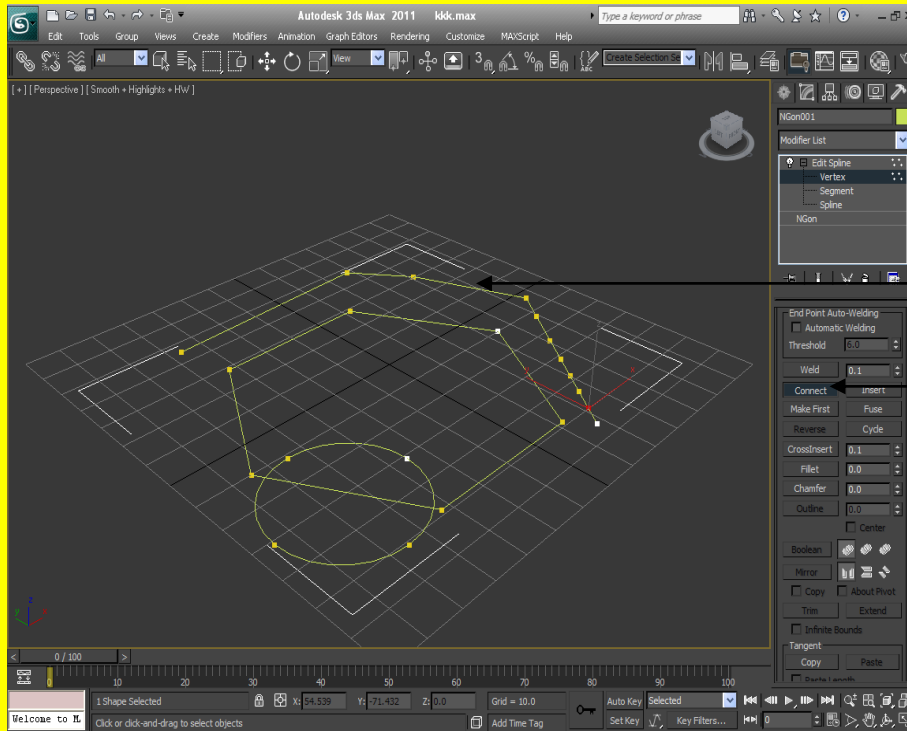 Autodesk 3ds Max 2011 kkk.max
Type a keyword or phrase
Edit Tools Group Views Create Modifiers Animation Graph Editors Rendering Customize MAXScript Help
All View Create Selection Se
[ + ] [ Perspective ] [ Smooth + Highlights + HW ]
NGon001
Modifier List
Edit Spline
Vertex
Segment
Spline
NGon
End Point Auto-Welding
Automatic Welding
Threshold 6.0
Weld 0.1
Connect Insert
Make First Fuse
Reverse Cycle
CrossInsert 0.1
Fillet 0.0
Chamfer 0.0
Outline 0.0
Center
Boolean
Mirror
Copy About Pivot
Trim Extend
Infinite Bounds
Tangent
Copy Paste
Paste Length
z
y
x
< 0 / 100 >
0 10 20 30 40 50 60 70 80 90 100
1 Shape Selected X: 54.539 Y: -71.432 Z: 0.0 Grid = 10.0 Auto Key Selected
Welcome to M. Click or click-and-drag to select objects Add Time Tag Set Key Key Filters... 0